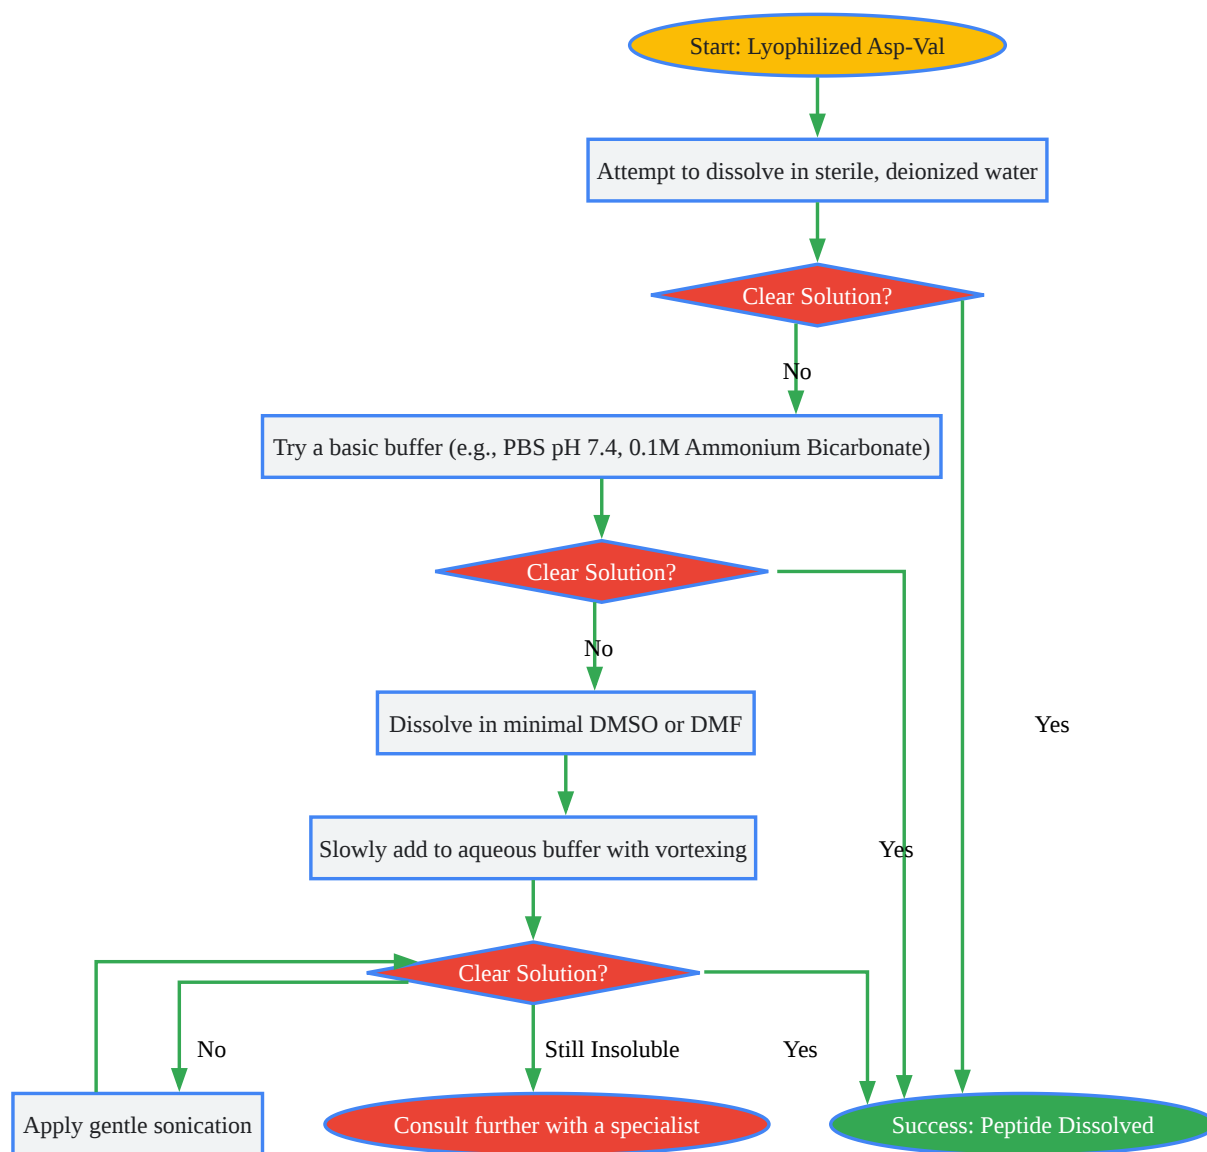 Start: Lyophilized Asp-Val
Attempt to dissolve in sterile, deionized water
Clear Solution?
No
Try a basic buffer (e.g., PBS pH 7.4, 0.1M Ammonium Bicarbonate)
Clear Solution?
No
Dissolve in minimal DMSO or DMF
Yes
Slowly add to aqueous buffer with vortexing
Yes
Clear Solution?
No
Still Insoluble
Yes
Apply gentle sonication
Consult further with a specialist
Success: Peptide Dissolved